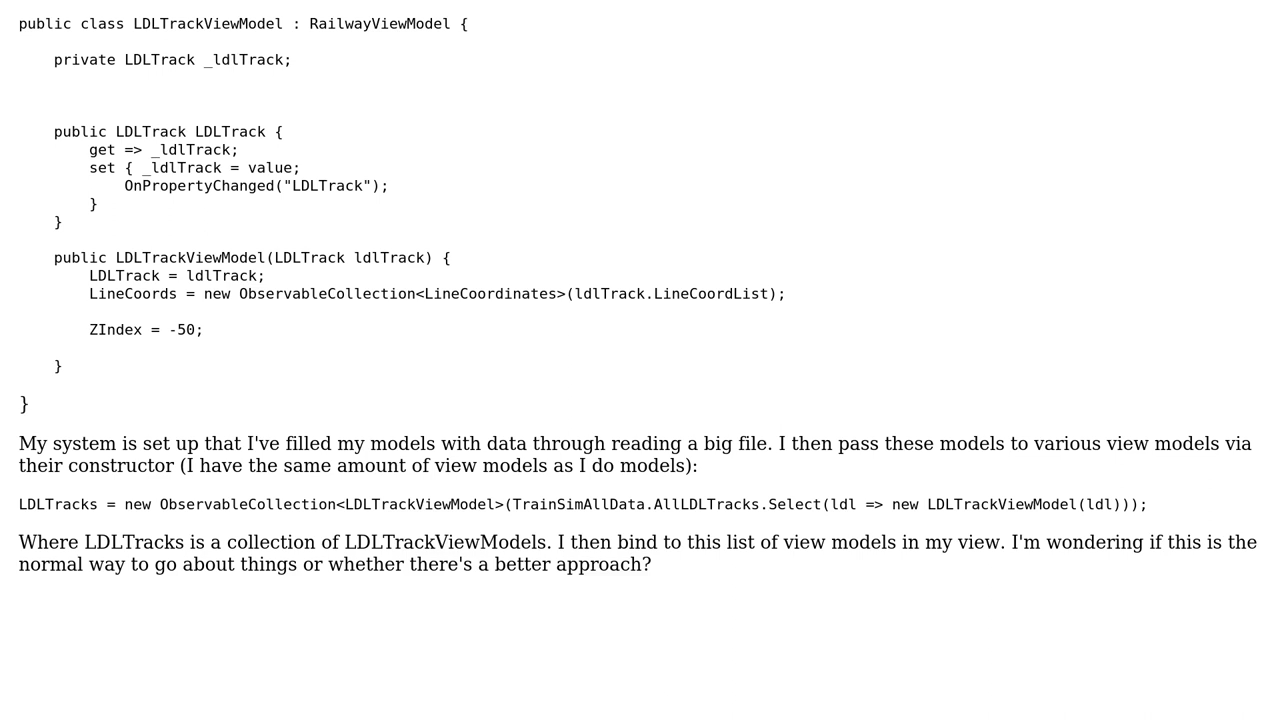 public class LDLTrackViewModel : RailwayViewModel {
private LDLTrack _ldlTrack;
public LDLTrack LDLTrack {
get => _ldlTrack;
set { _ldlTrack = value;
OnPropertyChanged("LDLTrack");
}
}
public LDLTrackViewModel(LDLTrack ldlTrack) {
LDLTrack = ldlTrack;
LineCoords = new ObservableCollection<LineCoordinates>(ldlTrack.LineCoordList);
ZIndex = -50;
}
}
My system is set up that I've filled my models with data through reading a big file. I then pass these models to various view models via
their constructor (I have the same amount of view models as I do models):
LDLTracks = new ObservableCollection<LDLTrackViewModel>(TrainSimAllData.AllLDLTracks.Select(ldl => new LDLTrackViewModel(ldl)));
Where LDLTracks is a collection of LDLTrackViewModels. I then bind to this list of view models in my view. I'm wondering if this is the
normal way to go about things or whether there's a better approach?